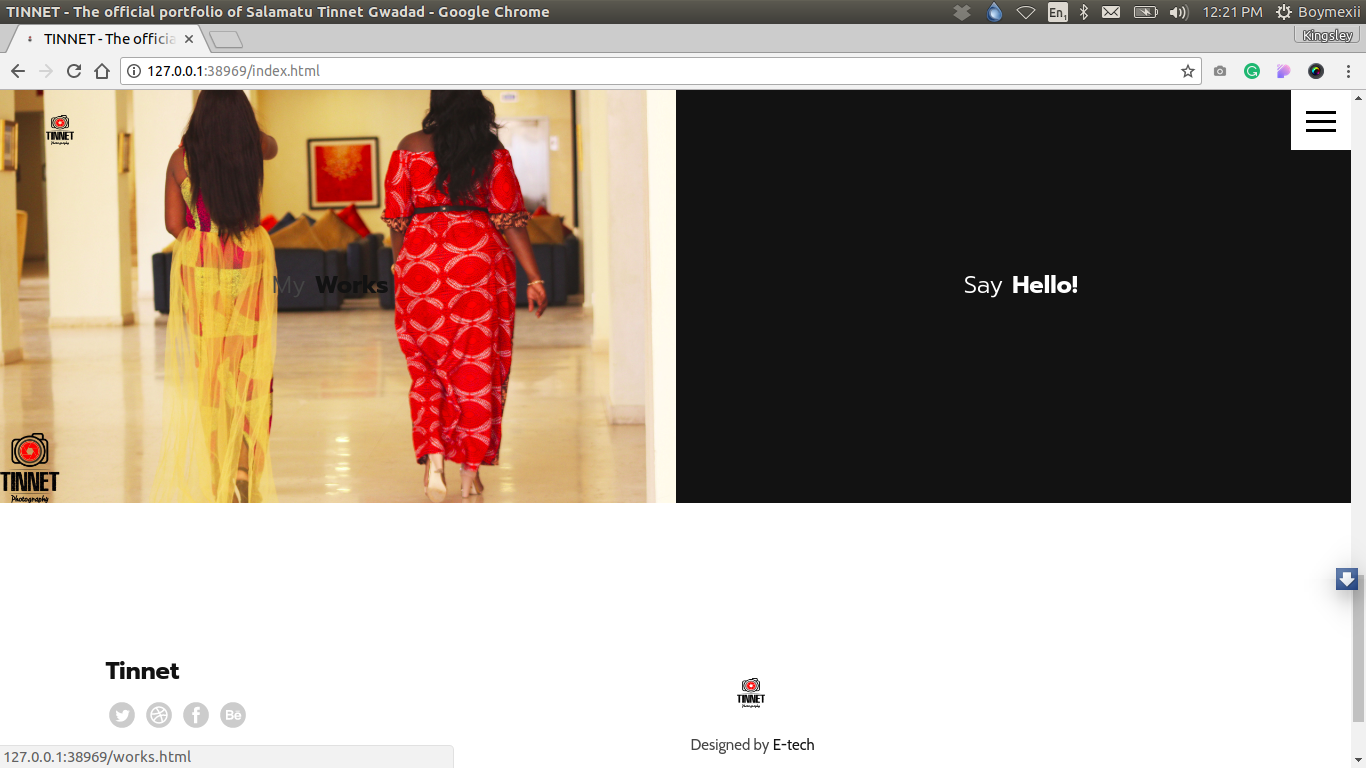 TINNET - The official portfolio of Salamatu Tinnet Gwadad - Google Chrome
En1
12:21 PM
Boymexii
TINNET - The officia
Kingsley
127.0.0.1:38969/index.html
TINNET
Photography
My Works
Say Hello!
TINNET
Photography
Tinnet
Bē
TINNET
Designed by E-tech
127.0.0.1:38969/works.html